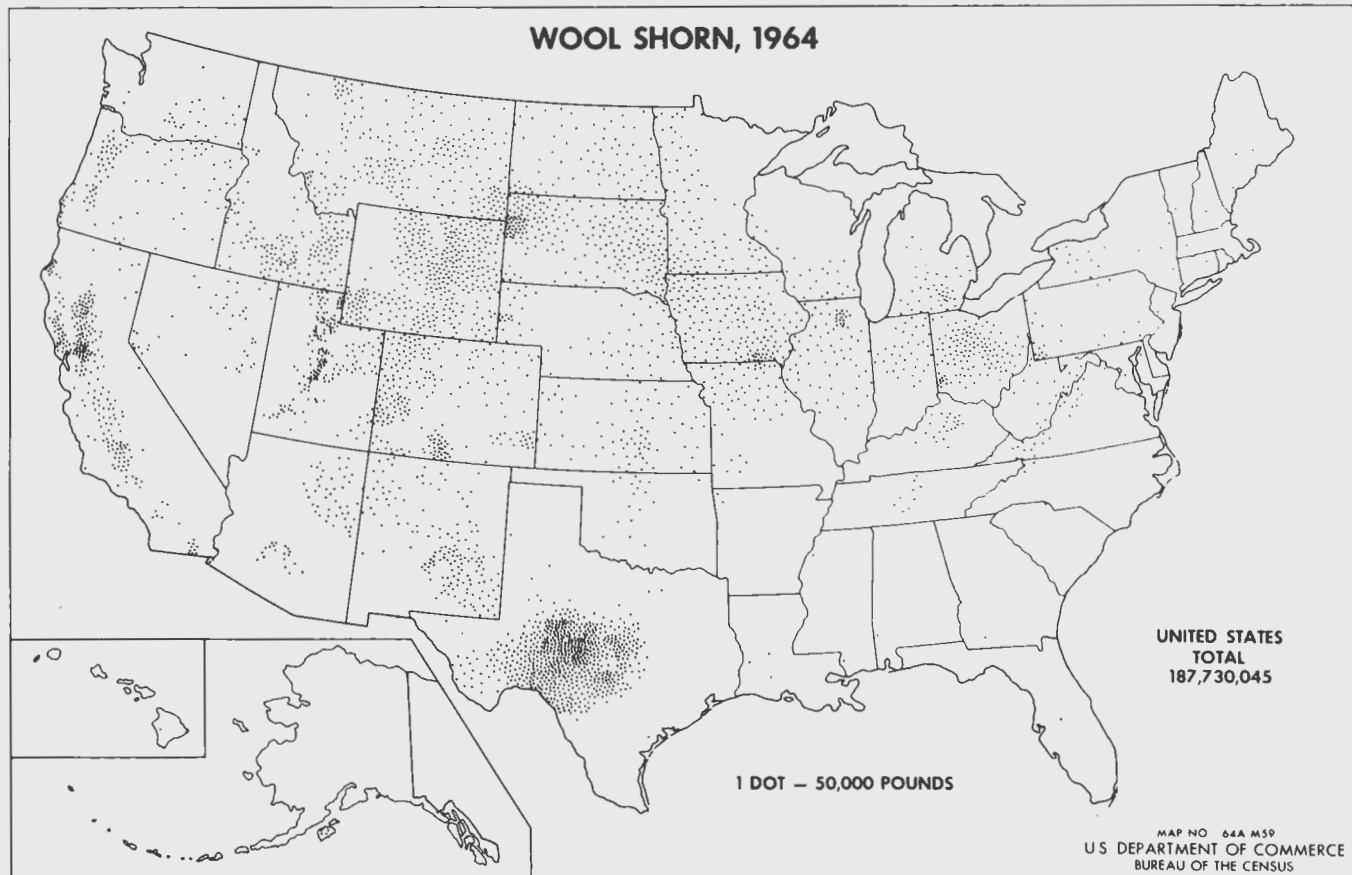 WOOL SHORN, 1964
UNITED STATES
TOTAL
187,730,045
1 DOT — 50,000 POUNDS
MAP NO 64A M59
U S DEPARTMENT OF COMMERCE
BUREAU OF THE CENSUS